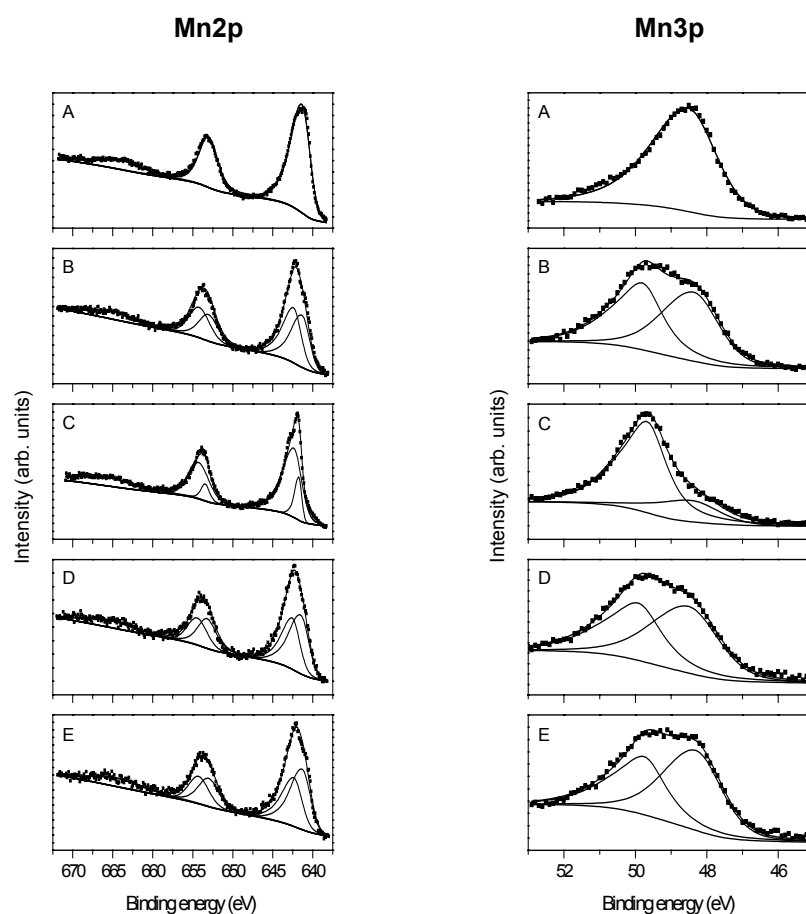 Mn2p
Mn3p
A
B
C
D
E
Intensity (arb. units)
670 665 660 655 650 645 640
Binding energy (eV)
A
B
C
D
E
Intensity (arb. units)
52 50 48 46
Binding energy (eV)